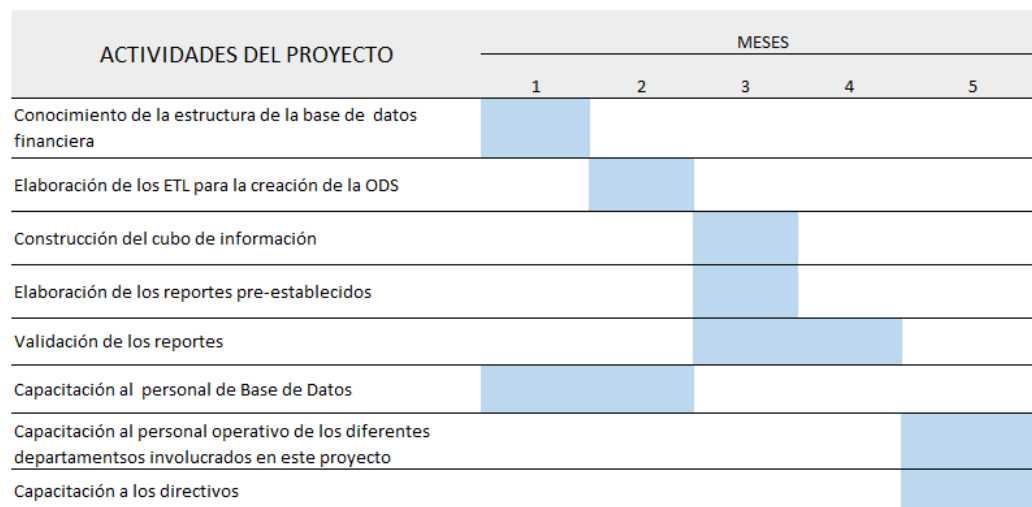 ACTIVIDADES DEL PROYECTO
MESES
1 2 3 4 5
Conocimiento de la estructura de la base de datos
financiera
Elaboración de los ETL para la creación de la ODS
Construcción del cubo de información
Elaboración de los reportes pre-establecidos
Validación de los reportes
Capacitación al personal de Base de Datos
Capacitación al personal operativo de los diferentes
departamentsos involucrados en este proyecto
Capacitación a los directivos